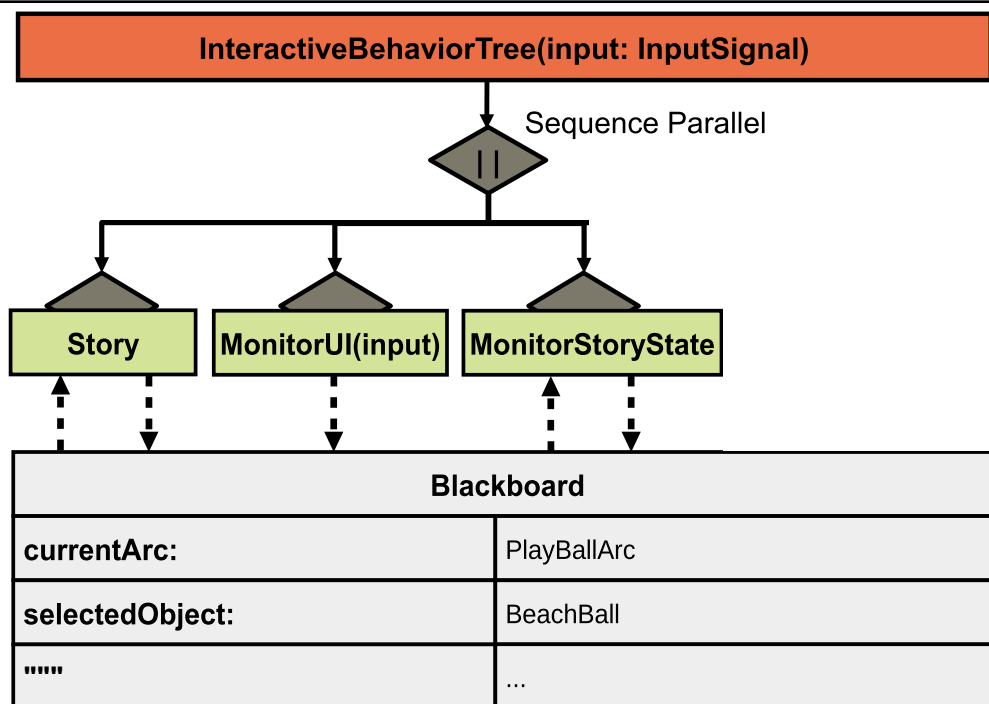 InteractiveBehaviorTree(input: InputSignal)
Sequence Parallel
||
Story
MonitorUI(input)
MonitorStoryState
Blackboard
currentArc:
PlayBallArc
selectedObject:
BeachBall
"""
...